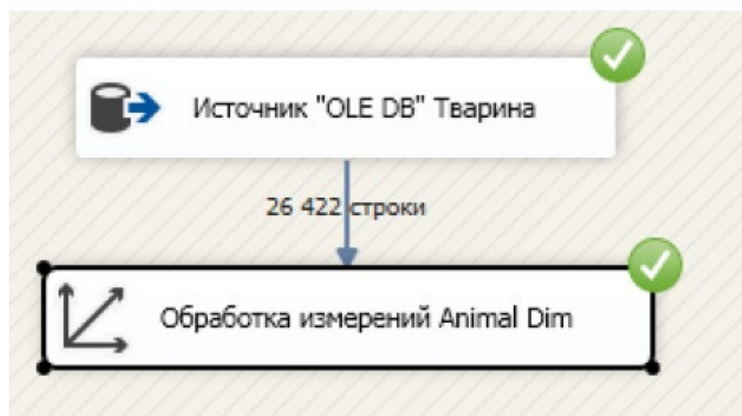 Источник "OLE DB" Тварина
26 422 строки
Обработка измерений Animal Dim